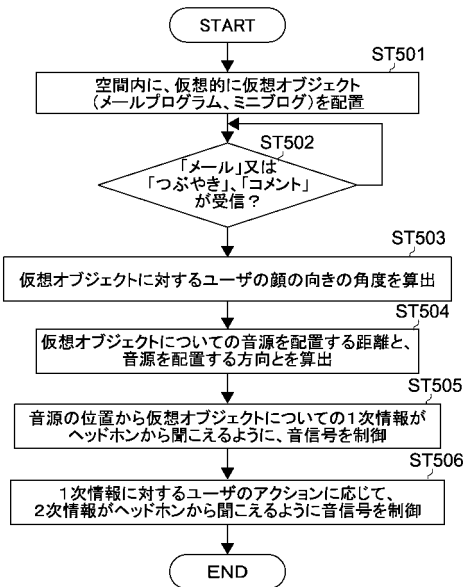 START
ST501
空間内に、仮想的に仮想オブジェクト
(メールプログラム、ミニブログ)を配置
ST502
「メール」又は
「つぶやき」、「コメント」
が受信？
ST503
仮想オブジェクトに対するユーザの顔の向きの角度を算出
ST504
仮想オブジェクトについての音源を配置する距離と、
音源を配置する方向とを算出
ST505
音源の位置から仮想オブジェクトについての1次情報が
ヘッドホンから聞こえるように、音信号を制御
ST506
1次情報に対するユーザのアクションに応じて、
2次情報がヘッドホンから聞こえるように音信号を制御
END